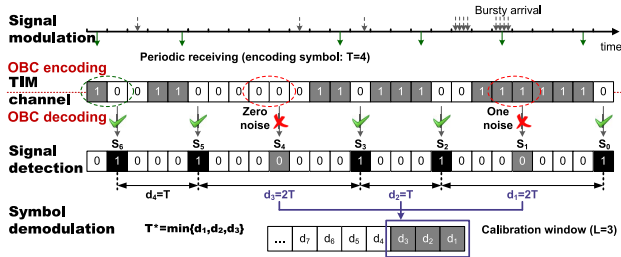 Signal modulation
Bursty arrival
time
Periodic receiving (encoding symbol: T=4)
OBC encoding
TIM channel
1 0 0 1 1 0 0 0 0 0 0 1 1 0 0 1 1 0 0 1 1 1 1 1 1 0
OBC decoding
Zero noise
One noise
S6 S5 S4 S3 S2 S1 S0
Signal detection
0 1 0 0 0 1 0 0 0 0 0 0 0 1 0 0 0 1 0 0 0 1 0 0 0 1
d4=T d3=2T d2=T d1=2T
Symbol demodulation
T*=min{d1,d2,d3}
... d7 d6 d5 d4 d3 d2 d1
Calibration window (L=3)